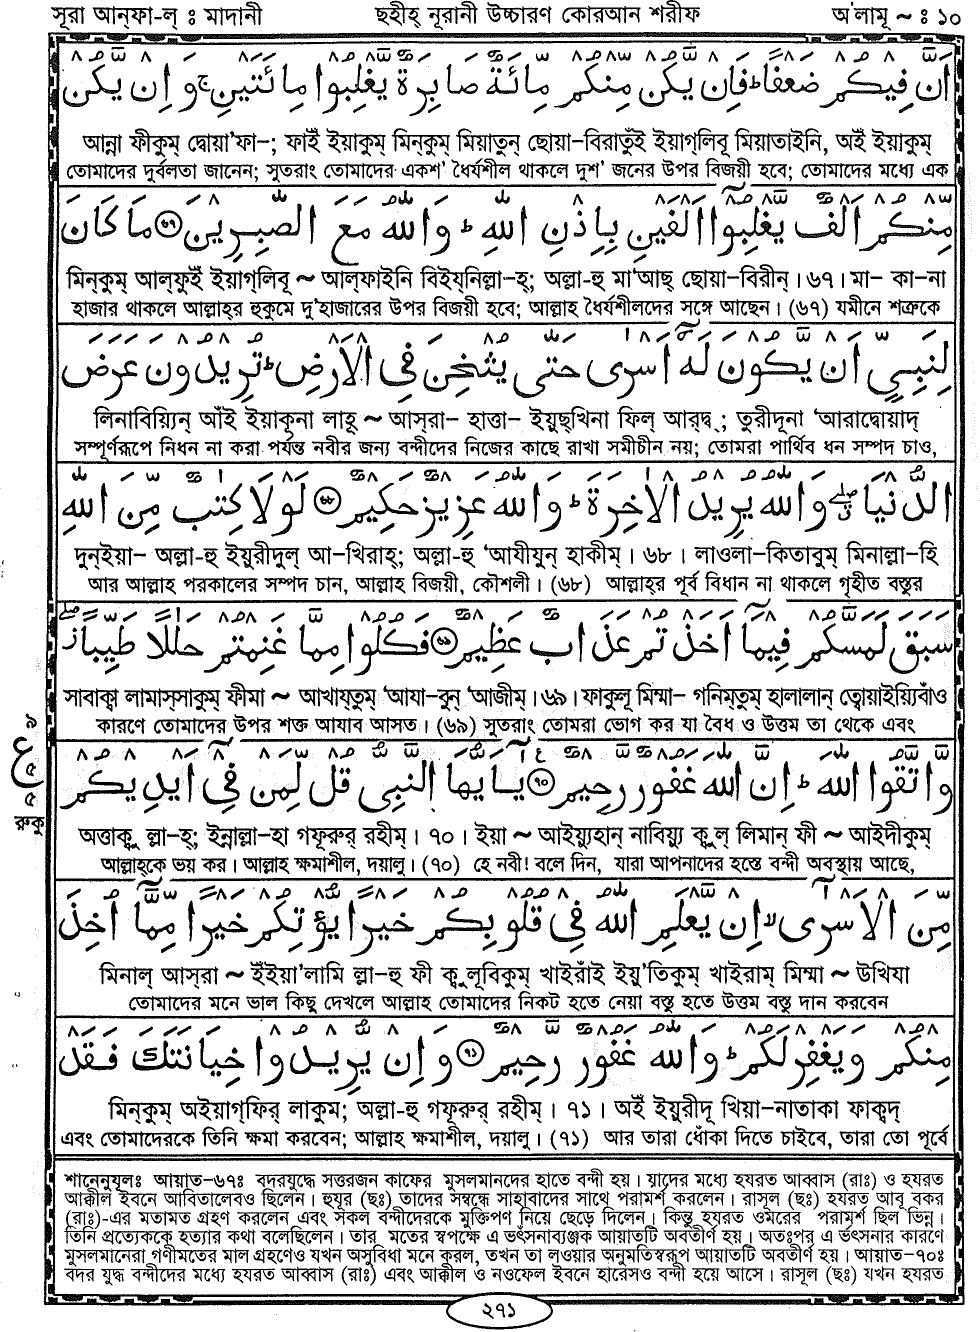 সূরা আন্‌ফা-ল্ : মাদানী
ছহীহ্ নূরানী উচ্চারণ কোরআন শরীফ
অ'লামূ ~ : ১০
اَنَّ فِيْكُمْ ضَعْفًا ؕ فَاِنْ يَّكُنْ مِّنْكُمْ مِّائَةٌ صَابِرَةٌ يَّغْلِبُوْا مِائَتَيْنِ ۚ وَاِنْ يَّكُنْ
আন্না ফীকুম্ দ্বোয়া'ফা-; ফাইঁ ইয়াকুম্ মিন্‌কুম্ মিয়াতুন্ ছোয়া-বিরাতুঁই ইয়াগ্‌লিবূ মিয়াতাইনি, অইঁ ইয়াকুম্
তোমাদের দুর্বলতা জানেন; সুতরাং তোমাদের একশ' ধৈর্যশীল থাকলে দুশ' জনের উপর বিজয়ী হবে; তোমাদের মধ্যে এক
مِّنْكُمْ اَلْفٌ يَّغْلِبُوْۤا اَلْفَيْنِ بِاِذْنِ اللّٰهِ ؕ وَاللّٰهُ مَعَ الصّٰبِرِيْنَ ﴿٦٦﴾ مَا كَانَ
মিন্‌কুম্ আল্‌ফুইঁ ইয়াগ্‌লিবূ ~ আল্‌ফাইনি বিইয্‌নিল্লা-হ্; অল্লা-হু মা'আছ্ ছোয়া-বিরীন্। ৬৭। মা- কা-না
হাজার থাকলে আল্লাহ্‌র হুকুমে দু'হাজারের উপর বিজয়ী হবে; আল্লাহ ধৈর্যশীলদের সঙ্গে আছেন। (৬৭) যমীনে শত্রুকে
لِنَبِيٍّ اَنْ يَّكُوْنَ لَهٗۤ اَسْرٰى حَتّٰى يُثْخِنَ فِى الْاَرْضِ ؕ تُرِيْدُوْنَ عَرَضَ
লিনাবিয়্যিন্ আঁই ইয়াকূনা লাহূ ~ আস্‌রা- হাত্তা- ইয়ুছ্‌খিনা ফিল্ আর্‌দ্ব ; তুরীদূনা 'আরাদ্বোয়াদ্
সম্পূর্ণরূপে নিধন না করা পর্যন্ত নবীর জন্য বন্দীদের নিজের কাছে রাখা সমীচীন নয়; তোমরা পার্থিব ধন সম্পদ চাও,
الدُّنْيَا ۖ وَاللّٰهُ يُرِيْدُ الْاٰخِرَةَ ؕ وَاللّٰهُ عَزِيْزٌ حَكِيْمٌ ﴿٦٧﴾ لَوْلَا كِتٰبٌ مِّنَ اللّٰهِ
দুন্‌ইয়া- অল্লা-হু ইয়ুরীদুল্ আ-খিরাহ্; অল্লা-হু 'আযীযুন্ হাকীম্। ৬৮। লাওলা-কিতাবুম্ মিনাল্লা-হি
আর আল্লাহ পরকালের সম্পদ চান, আল্লাহ বিজয়ী, কৌশলী। (৬৮) আল্লাহ্‌র পূর্ব বিধান না থাকলে গৃহীত বস্তুর
سَبَقَ لَمَسَّكُمْ فِيْمَاۤ اَخَذْتُمْ عَذَابٌ عَظِيْمٌ ﴿٦٨﴾ فَكُلُوْا مِمَّا غَنِمْتُمْ حَلٰلًا طَيِّبًا
সাবাক্বা লামাস্‌সাকুম্ ফীমা ~ আখায্‌তুম্ 'আযা-বুন্ 'আজীম্। ৬৯। ফাকুলূ মিম্মা- গনিম্‌তুম্ হালালান্ ত্বোয়াইয়্যিবাঁও
কারণে তোমাদের উপর শক্ত আযাব আসত। (৬৯) সুতরাং তোমরা ভোগ কর যা বৈধ ও উত্তম তা থেকে এবং
৯
ع
৫
৫
রুকু
وَّاتَّقُوا اللّٰهَ ؕ اِنَّ اللّٰهَ غَفُوْرٌ رَّحِيْمٌ ﴿٧٠﴾ يٰۤاَيُّهَا النَّبِىُّ قُلْ لِّمَنْ فِىْۤ اَيْدِيْكُمْ
অত্তাক্বু ল্লা-হ্; ইন্নাল্লা-হা গফূরুর্ রহীম্। ৭০। ইয়া ~ আইয়্যুহান্ নাবিয়্যু ক্বুল্ লিমান্ ফী ~ আইদীকুম্
আল্লাহ্‌কে ভয় কর। আল্লাহ ক্ষমাশীল, দয়ালু। (৭০) হে নবী! বলে দিন, যারা আপনাদের হস্তে বন্দী অবস্থায় আছে,
مِّنَ الْاَسْرٰٓى ۙ اِنْ يَّعْلَمِ اللّٰهُ فِىْ قُلُوْبِكُمْ خَيْرًا يُّؤْتِكُمْ خَيْرًا مِّمَّاۤ اُخِذَ
মিনাল্ আস্‌রা ~ ইঁইয়া'লামি ল্লা-হু ফী ক্বুলূবিকুম্ খাইরাঁই ইয়ু'তিকুম্ খাইরাম্ মিম্মা ~ উখিযা
তোমাদের মনে ভাল কিছু দেখলে আল্লাহ তোমাদের নিকট হতে নেয়া বস্তু হতে উত্তম বস্তু দান করবেন
مِنْكُمْ وَيَغْفِرْ لَكُمْ ؕ وَاللّٰهُ غَفُوْرٌ رَّحِيْمٌ ﴿٧١﴾ وَاِنْ يُّرِيْدُوْا خِيَانَتَكَ فَقَدْ
মিন্‌কুম্ অইয়াগ্‌ফির্ লাকুম; অল্লা-হু গফূরুর্ রহীম্। ৭১। অইঁ ইয়ুরীদূ খিয়া-নাতাকা ফাক্বদ্
এবং তোমাদেরকে তিনি ক্ষমা করবেন; আল্লাহ ক্ষমাশীল, দয়ালু। (৭১) আর তারা ধোঁকা দিতে চাইবে, তারা তো পূর্বে
শানেনুযূলঃ আয়াত-৬৭ঃ বদরযুদ্ধে সত্তরজন কাফের মুসলমানদের হাতে বন্দী হয়। যাদের মধ্যে হযরত আব্বাস (রাঃ) ও হযরত
আক্বীল ইবনে আবিতালেবও ছিলেন। হুযূর (ছঃ) তাদের সম্বন্ধে সাহাবাদের সাথে পরামর্শ করলেন। রাসূল (ছঃ) হযরত আবূ বকর
(রাঃ)-এর মতামত গ্রহণ করলেন এবং সকল বন্দীদেরকে মুক্তিপণ নিয়ে ছেড়ে দিলেন। কিন্তু হযরত ওমরের পরামর্শ ছিল ভিন্ন।
তিনি প্রত্যেককে হত্যার কথা বলেছিলেন। তার মতের স্বপক্ষে এ ভর্ৎসনাব্যঞ্জক আয়াতটি অবতীর্ণ হয়। অতঃপর এ ভর্ৎসনার কারণে
মুসলমানেরা গণীমতের মাল গ্রহণেও যখন অসুবিধা মনে করল, তখন তা লওয়ার অনুমতিস্বরূপ আয়াতটি অবতীর্ণ হয়। আয়াত-৭০ঃ
বদর যুদ্ধ বন্দীদের মধ্যে হযরত আব্বাস (রাঃ) এবং আক্বীল ও নওফেল ইবনে হারেসও বন্দী হয়ে আসে। রাসূল (ছঃ) যখন হযরত
২৭১